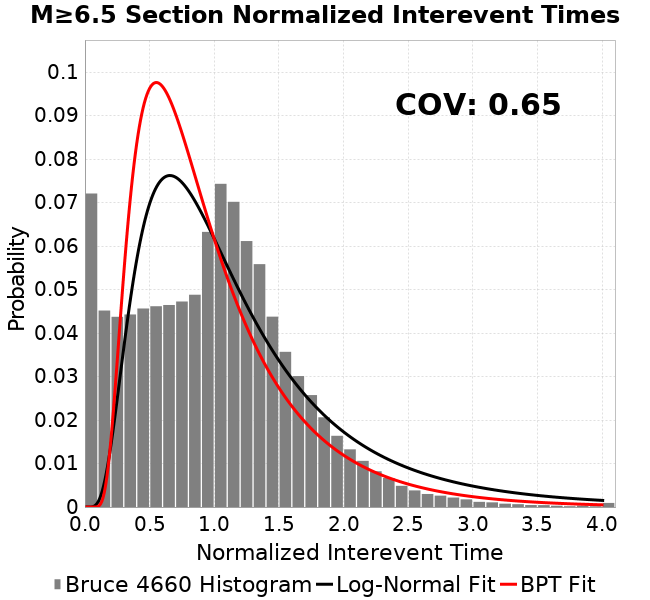 M≥6.5 Section Normalized Interevent Times
COV: 0.65
Probability
0.1
0.09
0.08
0.07
0.06
0.05
0.04
0.03
0.02
0.01
0
0.0 0.5 1.0 1.5 2.0 2.5 3.0 3.5 4.0
Normalized Interevent Time
Bruce 4660 Histogram Log-Normal Fit BPT Fit